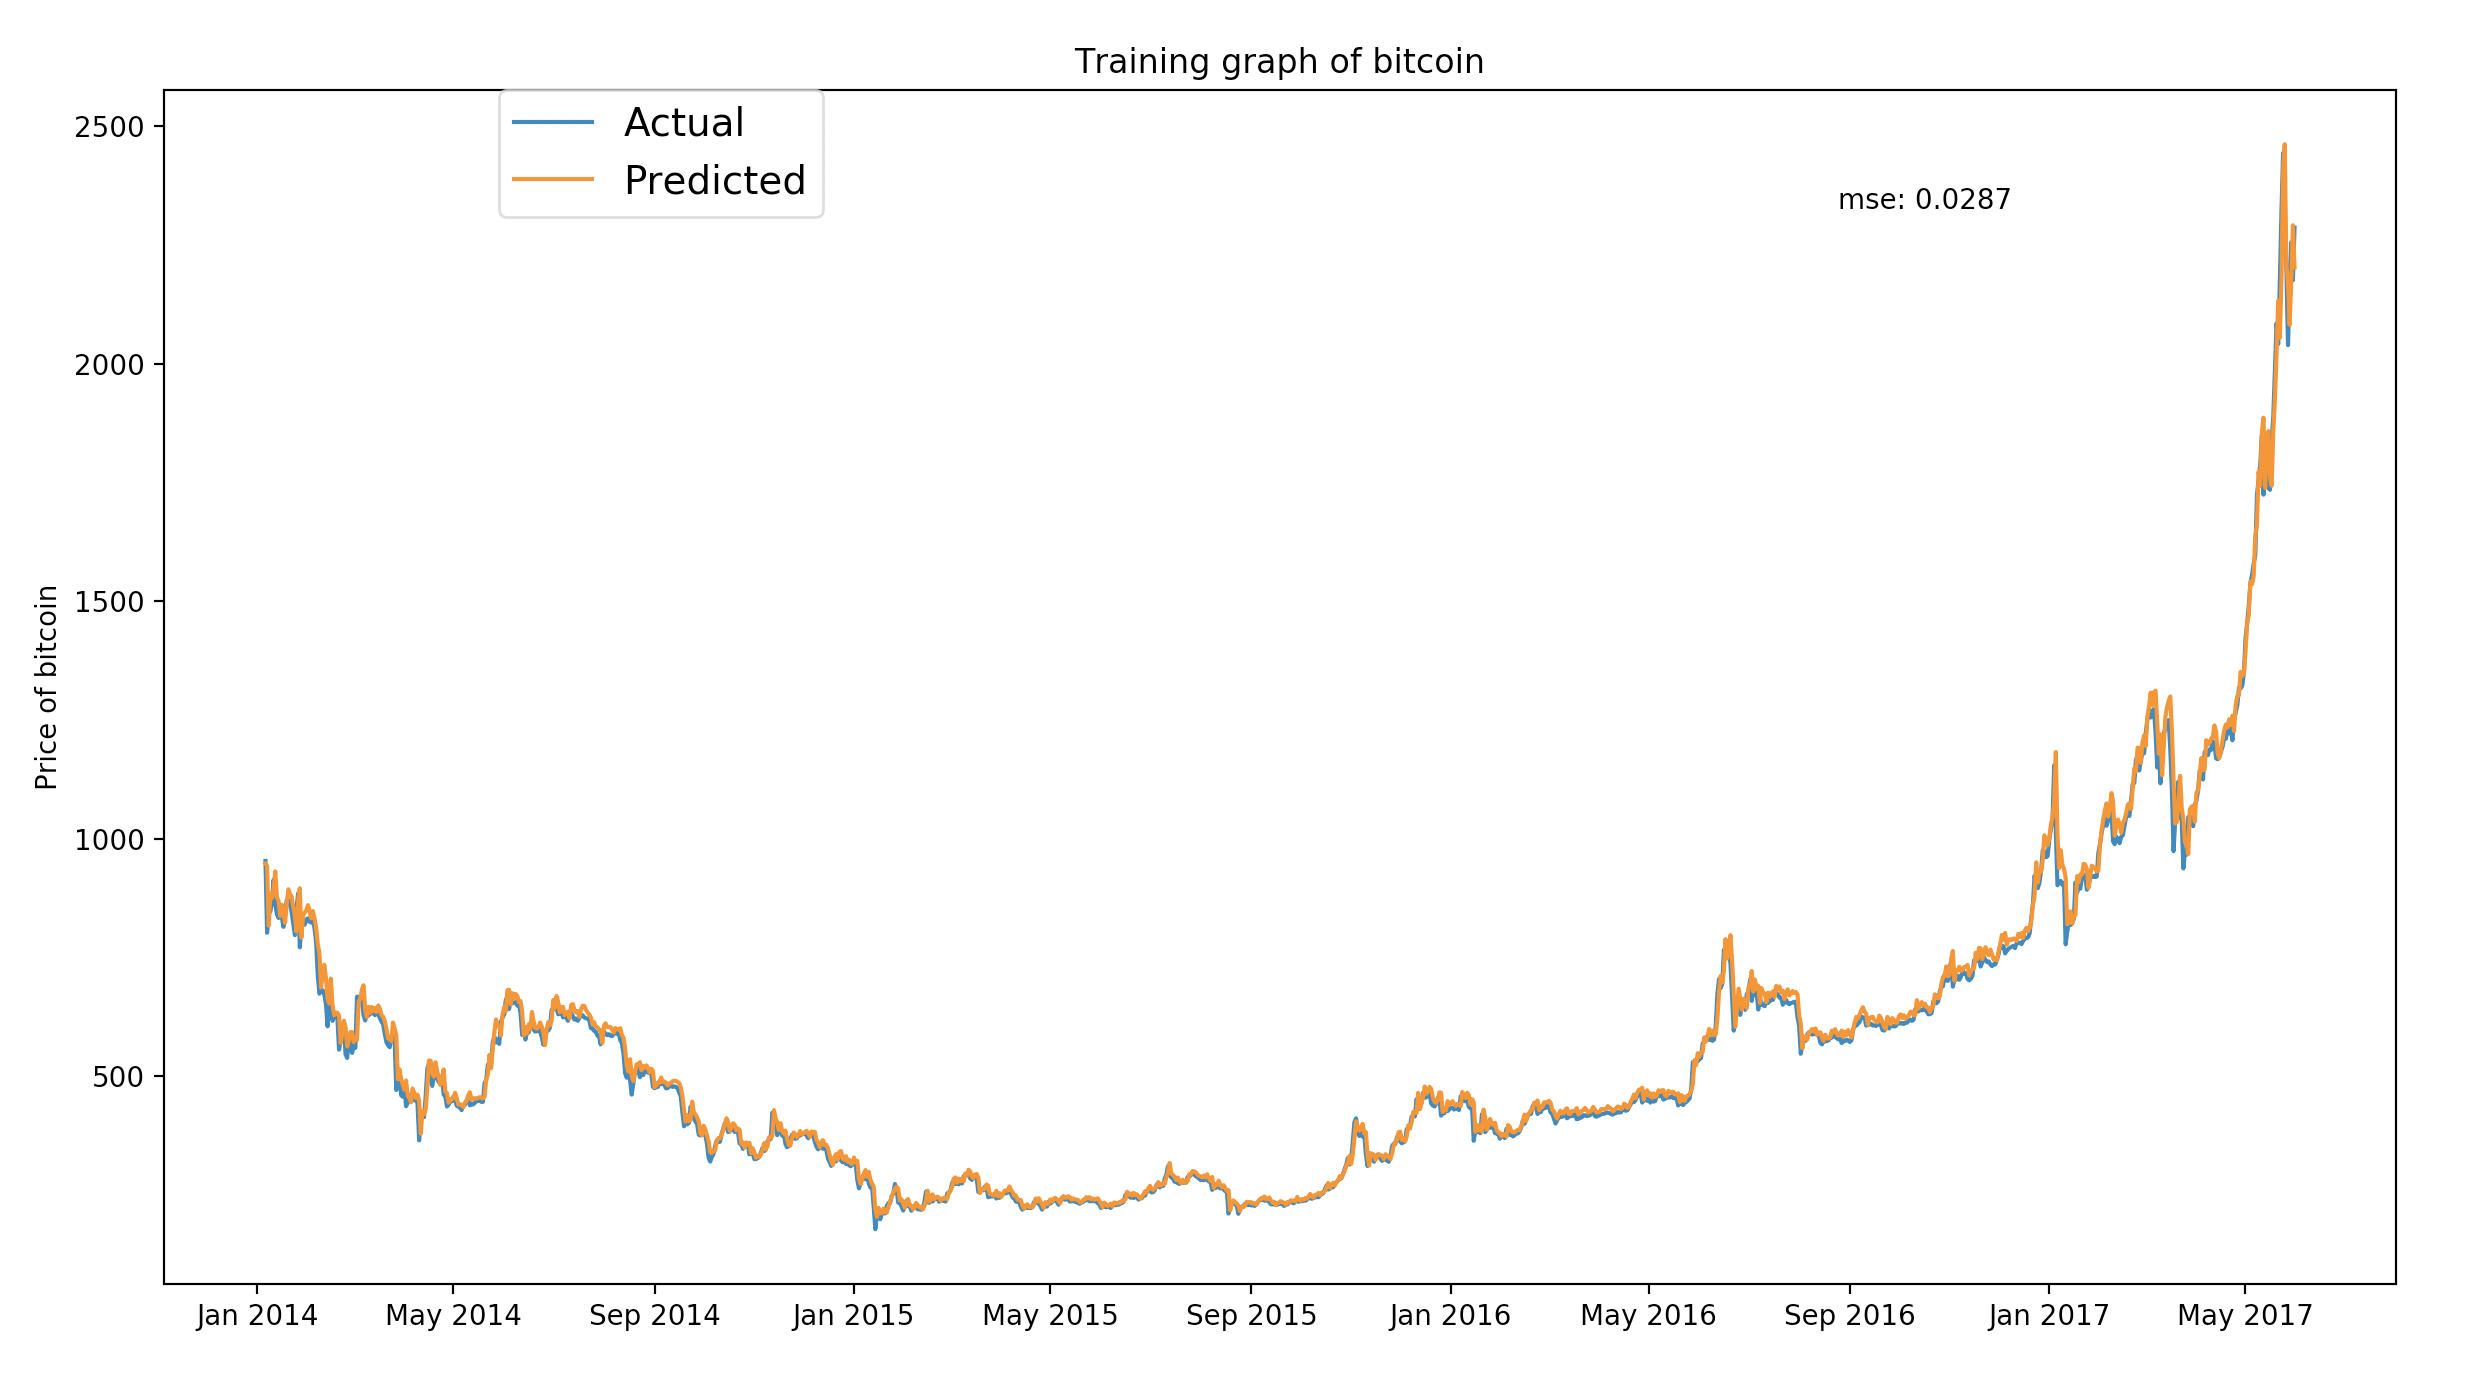 Training graph of bitcoin
Actual
Predicted
mse: 0.0287
Price of bitcoin
2500
2000
1500
1000
500
Jan 2014 May 2014 Sep 2014 Jan 2015 May 2015 Sep 2015 Jan 2016 May 2016 Sep 2016 Jan 2017 May 2017